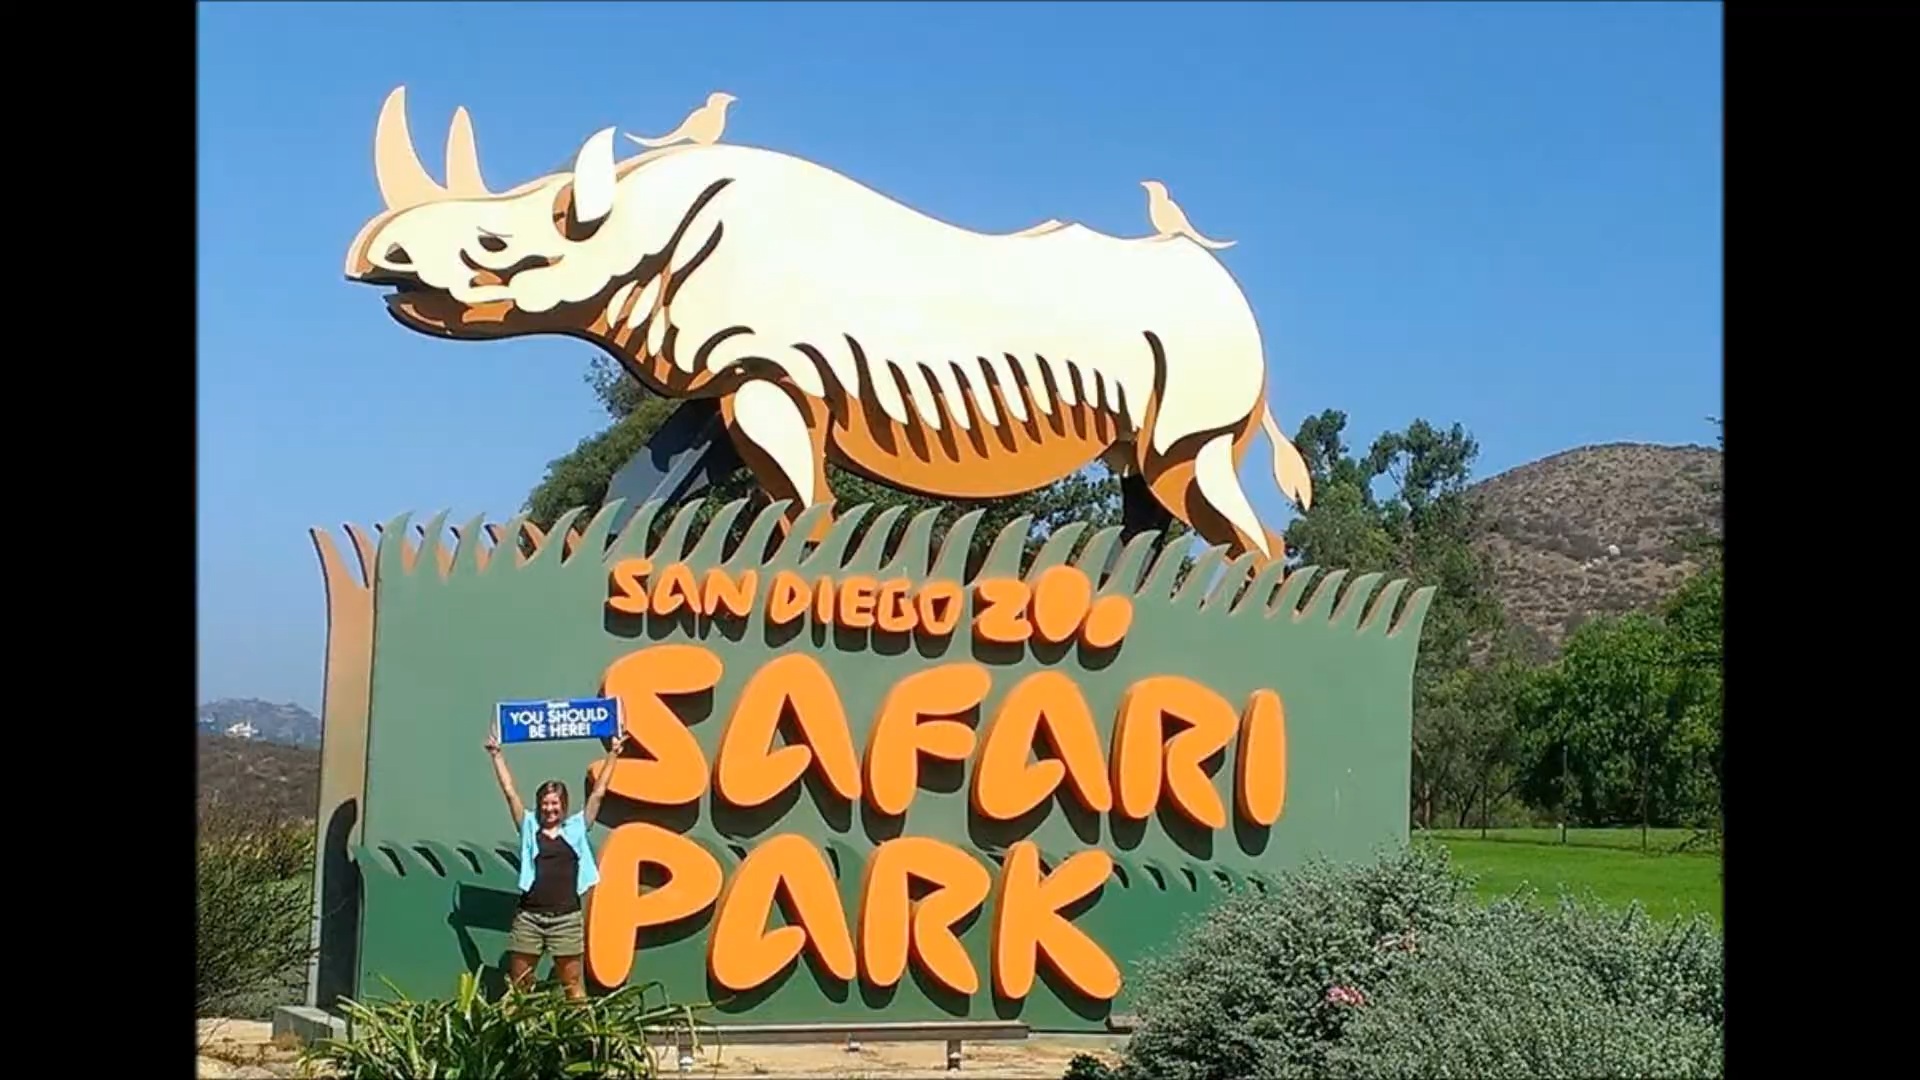 SAN DIEGO ZOO
SAFARI
PARK
YOU SHOULD
BE HERE!